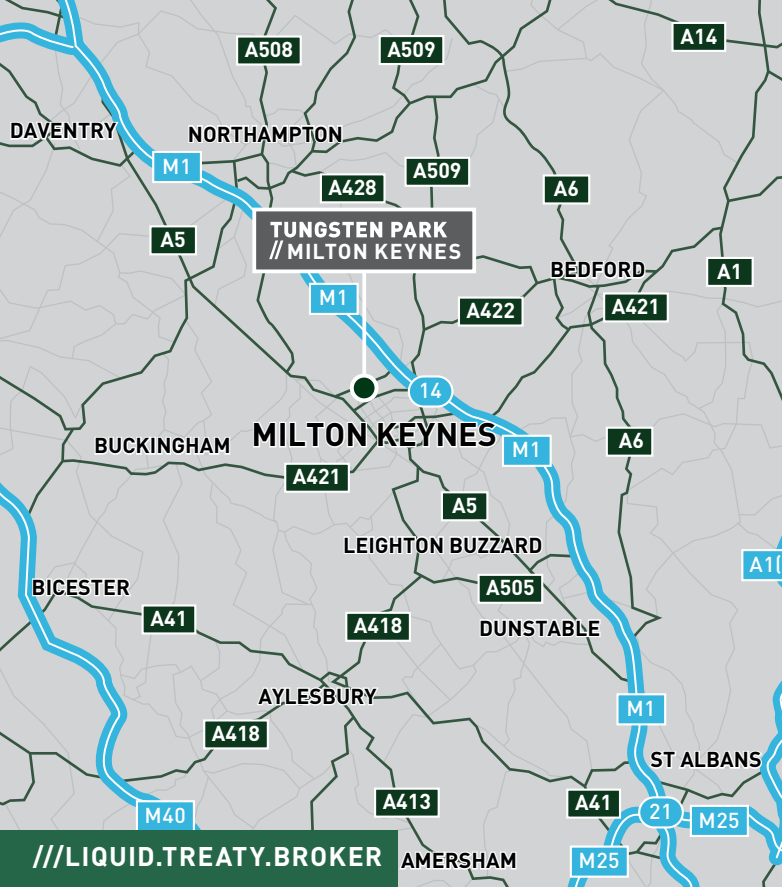 A508
A509
A14
DAVENTRY
NORTHAMPTON
M1
A509
A428
A6
TUNGSTEN PARK
// MILTON KEYNES
A5
BEDFORD
A1
M1
A422
A421
14
MILTON KEYNES
BUCKINGHAM
M1
A6
A421
A5
LEIGHTON BUZZARD
A1(
BICESTER
A505
A41
A418
DUNSTABLE
AYLESBURY
M1
A418
ST ALBANS
A413
A41
21
M40
M25
///LIQUID.TREATY.BROKER
AMERSHAM
M25